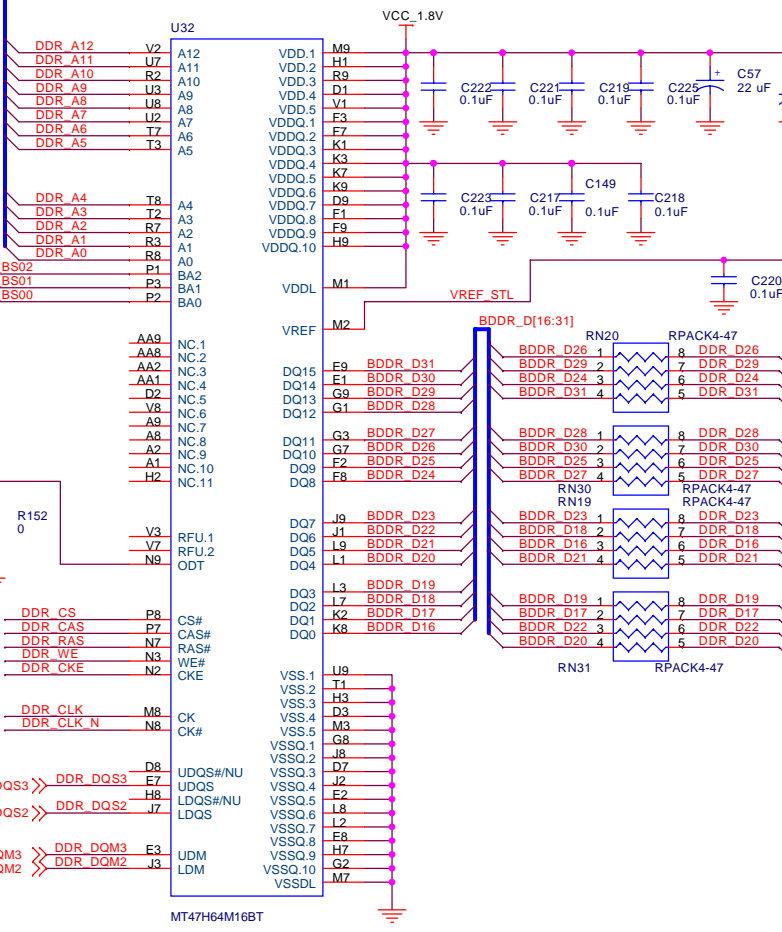 VCC_1.8V
U32
DDR_A12 V2 A12 VDD.1 M9
DDR_A11 U7 A11 VDD.2 H1
DDR_A10 R2 A10 VDD.3 R9
DDR_A9 U3 A9 VDD.4 D1
DDR_A8 U8 A8 VDD.5 V1
DDR_A7 U2 A7 VDDQ.1 F3
DDR_A6 T7 A6 VDDQ.2 F7
DDR_A5 T3 A5 VDDQ.3 K1
VDDQ.4 K3
VDDQ.5 K7
VDDQ.6 K9
DDR_A4 T8 A4 VDDQ.7 D9
DDR_A3 T2 A3 VDDQ.8 F1
DDR_A2 R7 A2 VDDQ.9 F9
DDR_A1 R3 A1 VDDQ.10 H9
DDR_A0 R8 A0
BS02 P1 BA2
BS01 P3 BA1 VDDL M1
BS00 P2 BA0
C222 0.1uF
C221 0.1uF
C219 0.1uF
C225 0.1uF
+ C57 22 uF
C223 0.1uF
C217 0.1uF
C149 0.1uF
C218 0.1uF
C220 0.1uF
VREF_STL
VREF M2
BDDR_D[16:31]
AA9 NC.1
AA8 NC.2
AA2 NC.3
AA1 NC.4
D2 NC.5
V8 NC.6
A9 NC.7
A8 NC.8
A2 NC.9
A1 NC.10
H2 NC.11
DQ15 E9 BDDR_D31
DQ14 E1 BDDR_D30
DQ13 G9 BDDR_D29
DQ12 G1 BDDR_D28
DQ11 G3 BDDR_D27
DQ10 G7 BDDR_D26
DQ9 F2 BDDR_D25
DQ8 F8 BDDR_D24
DQ7 J9 BDDR_D23
DQ6 J1 BDDR_D22
DQ5 L9 BDDR_D21
DQ4 L1 BDDR_D20
DQ3 L3 BDDR_D19
DQ2 L7 BDDR_D18
DQ1 K2 BDDR_D17
DQ0 K8 BDDR_D16
RN20 RPACK4-47
BDDR_D26 1 8 DDR_D26
BDDR_D29 2 7 DDR_D29
BDDR_D24 3 6 DDR_D24
BDDR_D31 4 5 DDR_D31
BDDR_D28 1 8 DDR_D28
BDDR_D30 2 7 DDR_D30
BDDR_D25 3 6 DDR_D25
BDDR_D27 4 5 DDR_D27
RN30 RPACK4-47
RN19 RPACK4-47
BDDR_D23 1 8 DDR_D23
BDDR_D18 2 7 DDR_D18
BDDR_D16 3 6 DDR_D16
BDDR_D21 4 5 DDR_D21
BDDR_D19 1 8 DDR_D19
BDDR_D17 2 7 DDR_D17
BDDR_D22 3 6 DDR_D22
BDDR_D20 4 5 DDR_D20
RN31 RPACK4-47
R152
0
V3 RFU.1
V7 RFU.2
N9 ODT
DDR_CS P8 CS#
DDR_CAS P7 CAS#
DDR_RAS N7 RAS#
DDR_WE N3 WE#
DDR_CKE N2 CKE
DDR_CLK M8 CK
DDR_CLK_N N8 CK#
D8 UDQS#/NU
QS3 DDR_DQS3 E7 UDQS
H8 LDQS#/NU
QS2 DDR_DQS2 J7 LDQS
QM3 DDR_DQM3 E3 UDM
QM2 DDR_DQM2 J3 LDM
VSS.1 U9
VSS.2 T1
VSS.3 H3
VSS.4 D3
VSS.5 M3
VSSQ.1 G8
VSSQ.2 J8
VSSQ.3 D7
VSSQ.4 J2
VSSQ.5 E2
VSSQ.6 L8
VSSQ.7 L2
VSSQ.8 E8
VSSQ.9 H7
VSSQ.10 G2
VSSDL M7
MT47H64M16BT